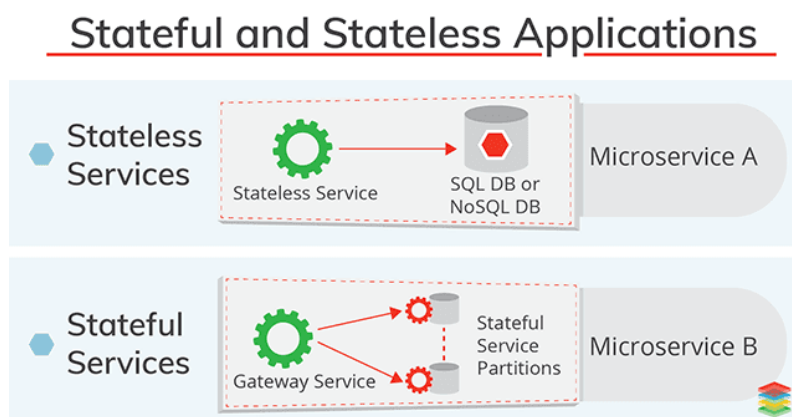 Stateful and Stateless Applications
Stateless
Services
Stateless Service
SQL DB or
NoSQL DB
Microservice A
Stateful
Services
Gateway Service
Stateful
Service
Partitions
Microservice B